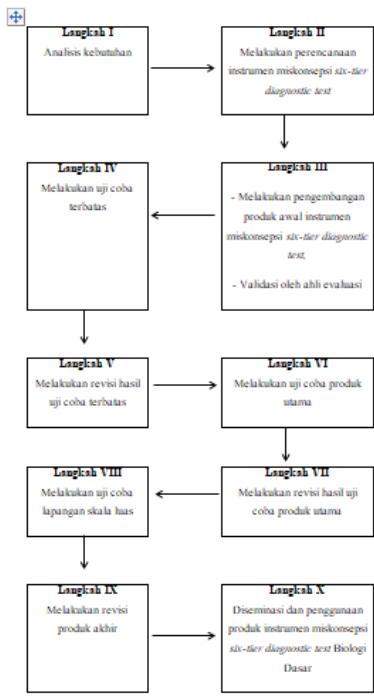 Langkah I
Analisis kebutuhan
Langkah II
Melakukan perencanaan
instrumen miskonsepsi six-tier
diagnostic test
Langkah III
- Melakukan pengembangan
produk awal instrumen
miskonsepsi six-tier diagnostic
test,
- Validasi oleh ahli evaluasi
Langkah IV
Melakukan uji coba
terbatas
Langkah V
Melakukan revisi hasil
uji coba terbatas
Langkah VI
Melakukan uji coba produk
utama
Langkah VII
Melakukan revisi hasil uji
coba produk utama
Langkah VIII
Melakukan uji coba
lapangan skala luas
Langkah IX
Melakukan revisi
produk akhir
Langkah X
Diseminasi dan penggunaan
produk instrumen miskonsepsi
six-tier diagnostic test Biologi
Dasar